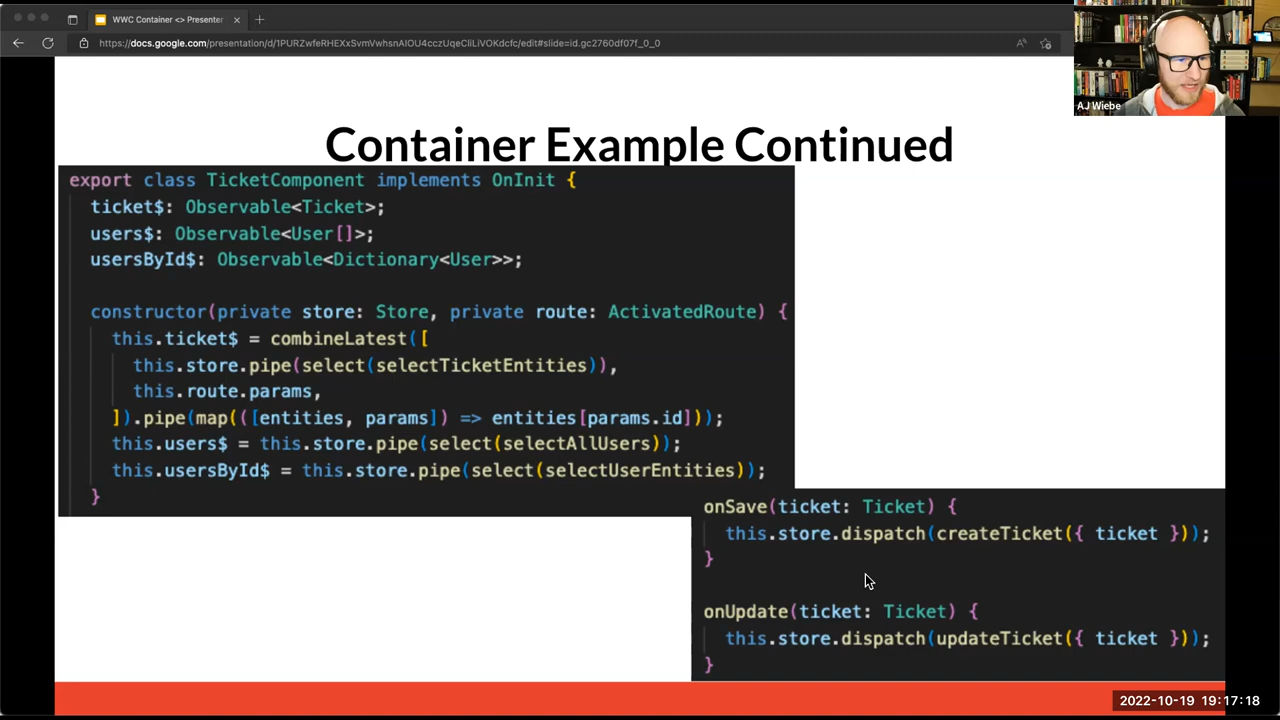 WWC Container <> Presenter
https://docs.google.com/presentation/d/1PURZwfeRHEXxSvmVwhsnAIOU4cczUqeCliLiVOKdcfc/edit#slide=id.gc2760df07f_0_0
AJ Wiebe
Container Example Continued
export class TicketComponent implements OnInit {
ticket$: Observable<Ticket>;
users$: Observable<User[]>;
usersById$: Observable<Dictionary<User>>;
constructor(private store: Store, private route: ActivatedRoute) {
this.ticket$ = combineLatest([
this.store.pipe(select(selectTicketEntities)),
this.route.params,
]).pipe(map(([entities, params]) => entities[params.id]));
this.users$ = this.store.pipe(select(selectAllUsers));
this.usersById$ = this.store.pipe(select(selectUserEntities));
}
onSave(ticket: Ticket) {
this.store.dispatch(createTicket({ ticket }));
}
onUpdate(ticket: Ticket) {
this.store.dispatch(updateTicket({ ticket }));
}
2022-10-19 19:17:18